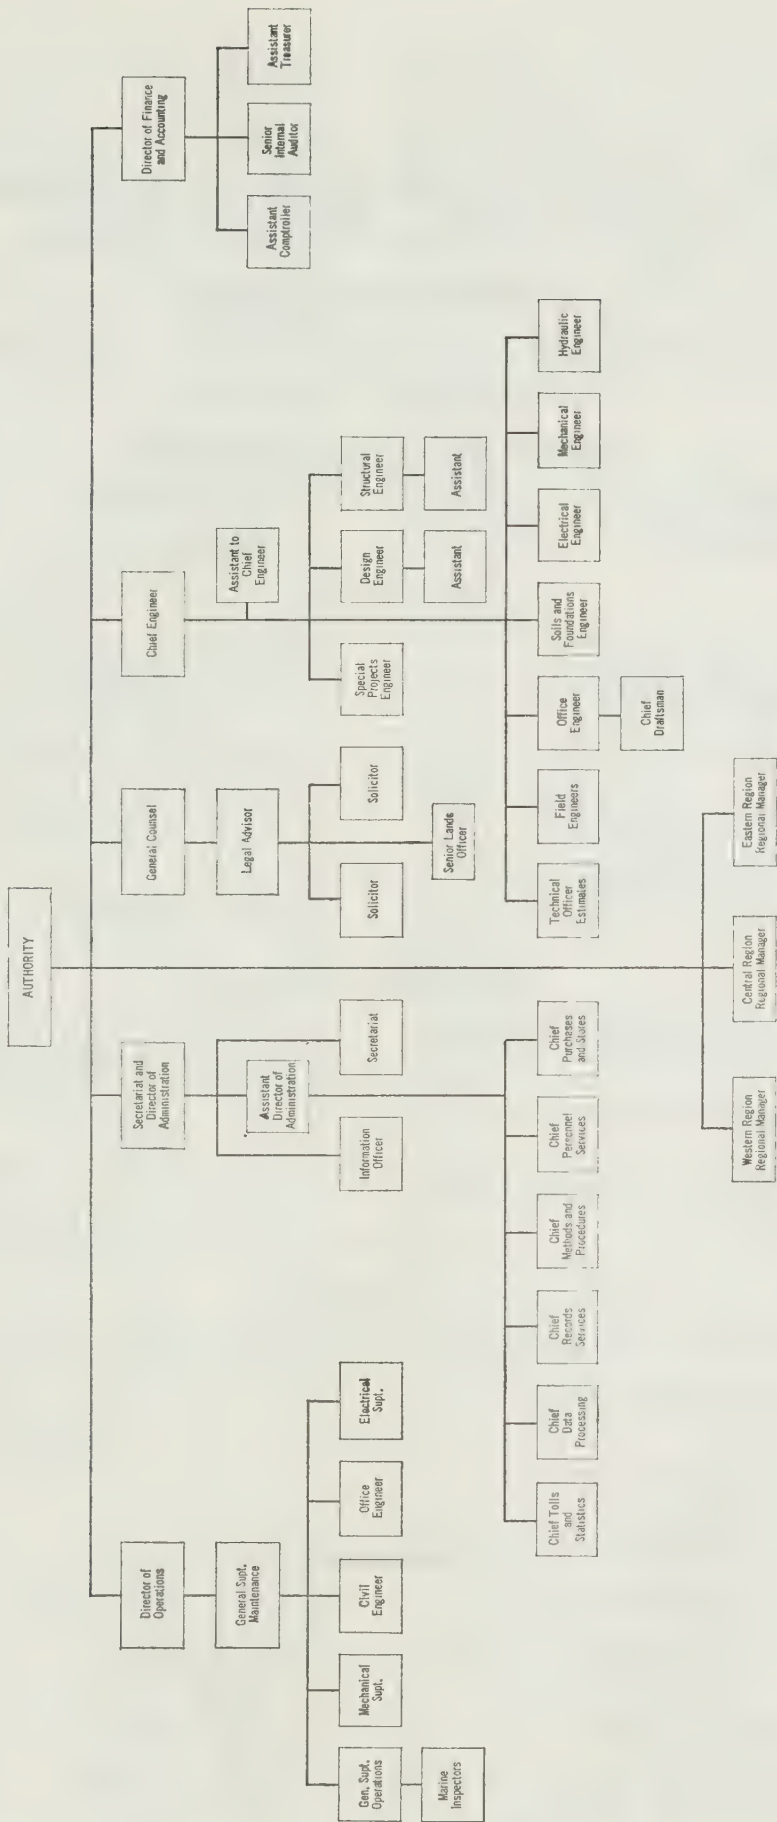 AUTHORITY
Director of
Operations
Secretariat and
Director of
Administration
General Counsel
Chief Engineer
Director of Finance
and Accounting
General Supt.
Maintenance
Assistant
Director of
Administration
Legal Advisor
Assistant to
Chief
Engineer
Assistant
Comptroller
Senior
Internal
Auditor
Assistant
Treasurer
Gen. Supt.
Operations
Mechanical
Supt.
Civil
Engineer
Office
Engineer
Electrical
Supt.
Information
Officer
Secretariat
Solicitor
Solicitor
Special
Projects
Engineer
Design
Engineer
Structural
Engineer
Marine
Inspectors
Senior Lands
Officer
Assistant
Assistant
Chief Tolls
and
Statistics
Chief
Data
Processing
Chief
Records
Services
Chief
Methods and
Procedures
Chief
Personnel
Services
Chief
Purchases
and Stores
Technical
Officer
Estimates
Field
Engineers
Office
Engineer
Soils and
Foundations
Engineer
Electrical
Engineer
Mechanical
Engineer
Hydraulic
Engineer
Chief
Draftsman
Western Region
Regional Manager
Central Region
Regional Manager
Eastern Region
Regional Manager